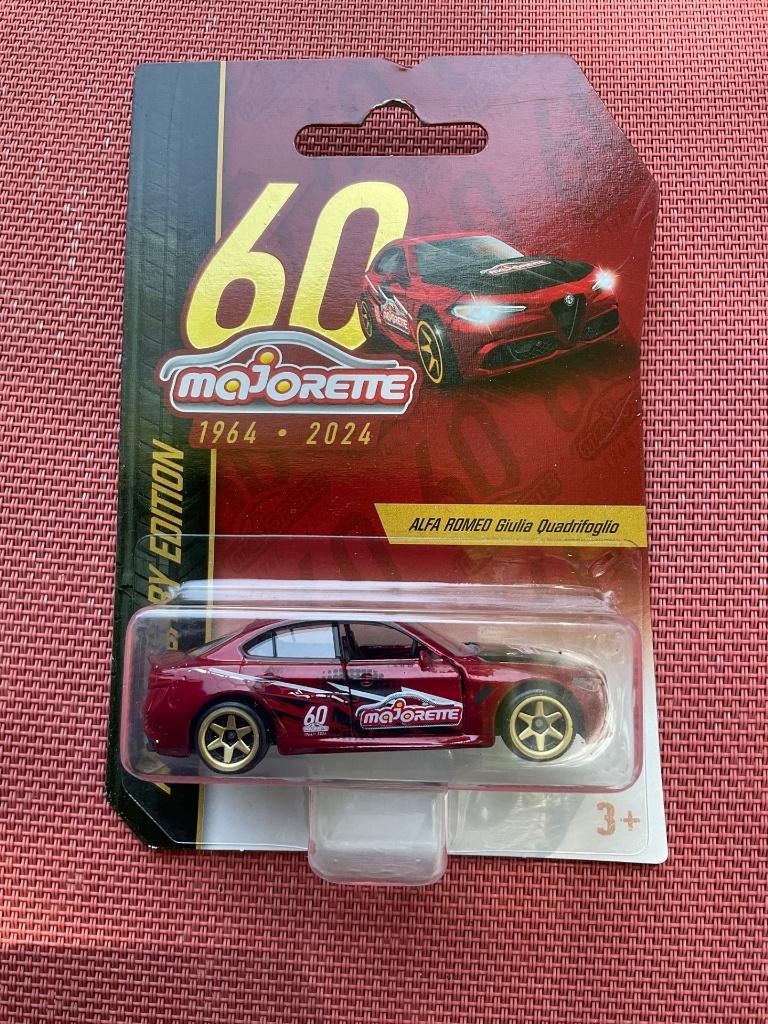 60
MAJORETTE
1964 • 2024
EDITION
ALFA ROMEO Giulia Quadrifoglio
60
MAJORETTE
3+